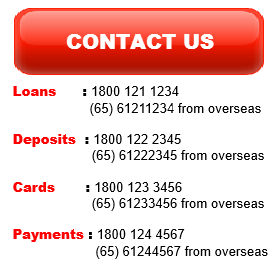 CONTACT US
Loans : 1800 121 1234
(65) 61211234 from overseas
Deposits : 1800 122 2345
(65) 61222345 from overseas
Cards : 1800 123 3456
(65) 61233456 from overseas
Payments : 1800 124 4567
(65) 61244567 from overseas